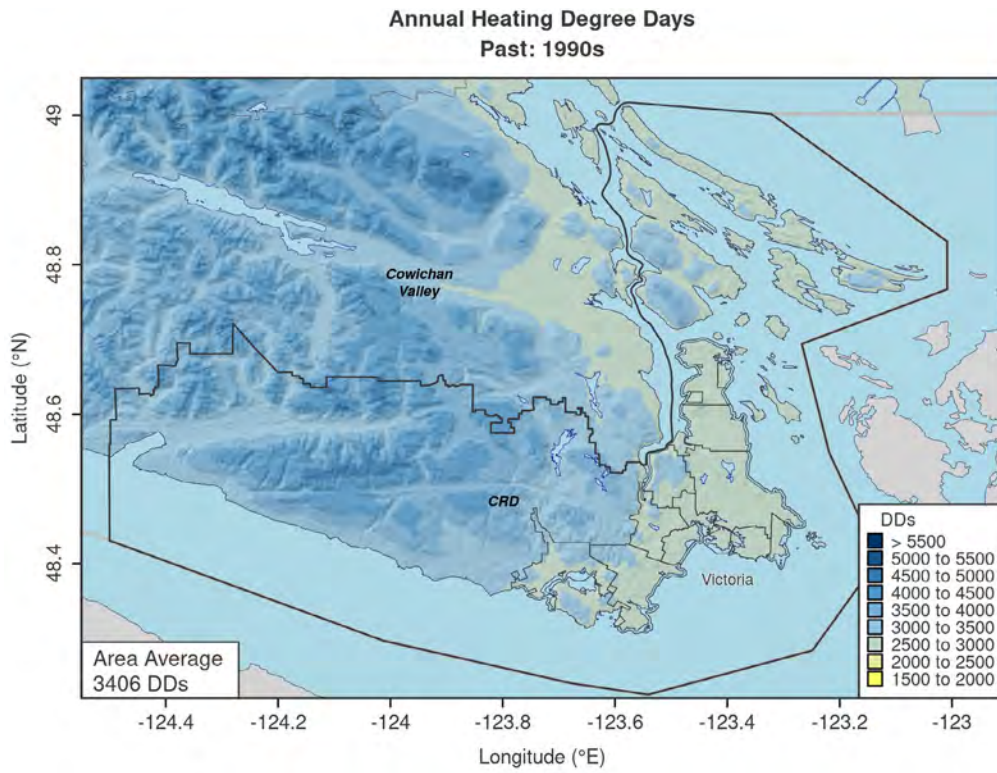 Annual Heating Degree Days
Past: 1990s
49
48.8
48.6
48.4
Latitude (°N)
Cowichan
Valley
CRD
Victoria
Area Average
3406 DDs
DDs
> 5500
5000 to 5500
4500 to 5000
4000 to 4500
3500 to 4000
3000 to 3500
2500 to 3000
2000 to 2500
1500 to 2000
-124.4
-124.2
-124
-123.8
-123.6
-123.4
-123.2
-123
Longitude (°E)